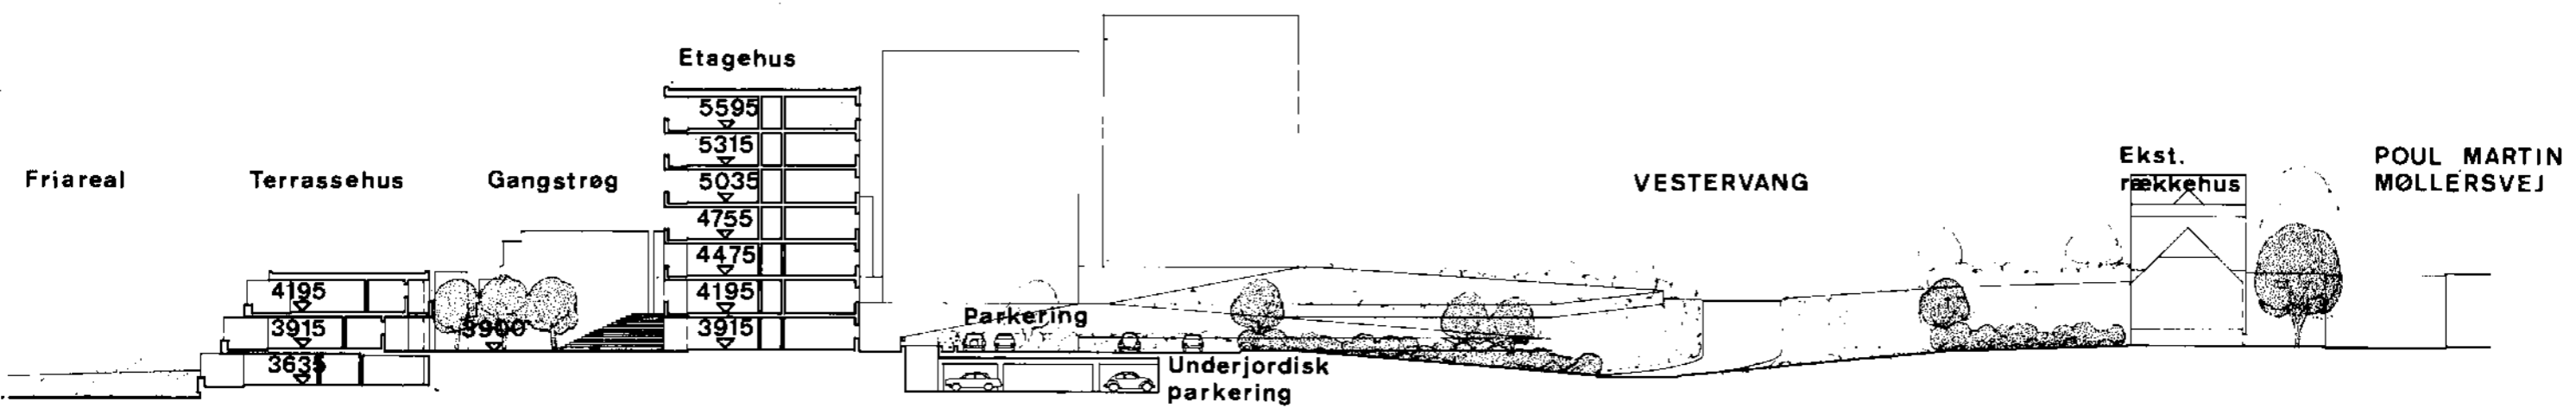 Etagehus
5595
5315
5035
4755
4475
4195
3915
Friareal
Terrassehus
Gangstrøg
4195
3915
3635
3900
Parkering
Underjordisk
parkering
VESTERVANG
Ekst.
rækkehus
POUL MARTIN
MØLLERSVEJ